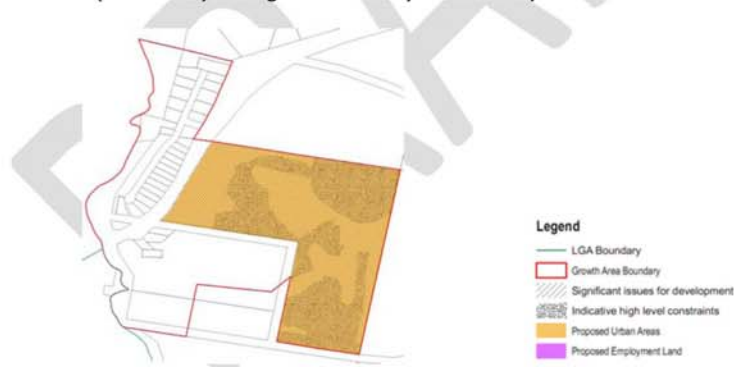 Legend
LGA Boundary
Growth Area Boundary
Significant issues for development
Indicative high level constraints
Proposed Urban Areas
Proposed Employment Land